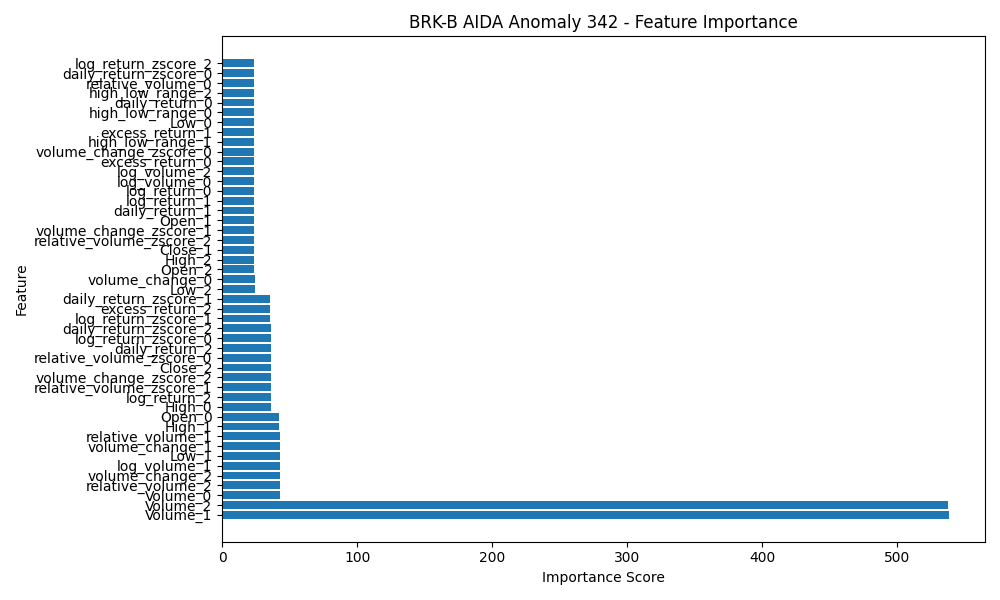 BRK-B AIDA Anomaly 342 - Feature Importance
log_return_zscore_2
daily_return_zscore_0
relative_volume_0
high_low_range_2
daily_return_0
high_low_range_0
Low_0
excess_return_1
high_low_range_1
volume_change_zscore_0
excess_return_0
log_volume_2
log_volume_0
log_return_0
log_return_1
daily_return_1
Open_1
volume_change_zscore_1
relative_volume_zscore_2
Close_1
High_2
Open_2
volume_change_0
Low_2
daily_return_zscore_1
excess_return_2
log_return_zscore_1
daily_return_zscore_2
log_return_zscore_0
daily_return_2
relative_volume_zscore_0
Close_2
volume_change_zscore_2
relative_volume_zscore_1
log_return_2
High_0
Open_0
High_1
relative_volume_1
volume_change_1
Low_1
log_volume_1
volume_change_2
relative_volume_2
Volume_0
Volume_2
Volume_1
Feature
0 100 200 300 400 500
Importance Score